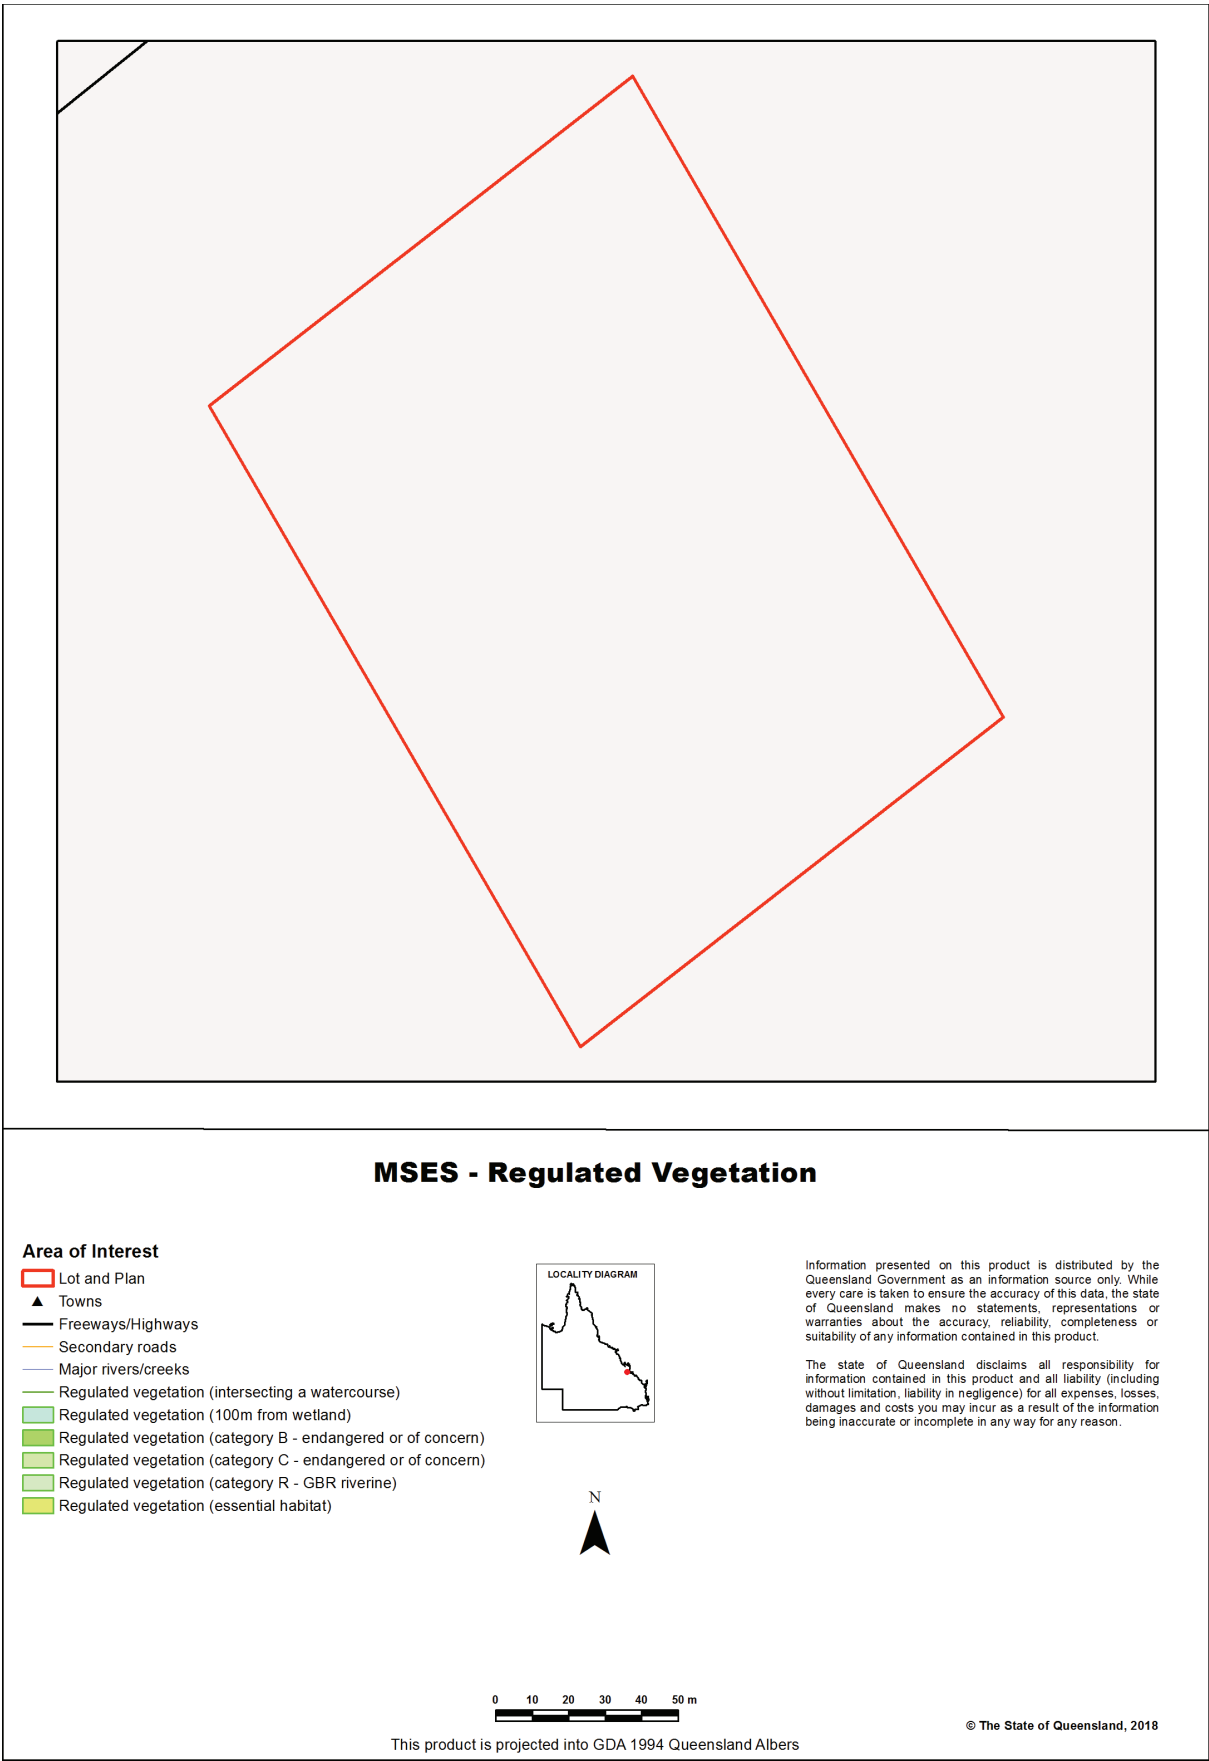 MSES - Regulated Vegetation
Area of Interest
Lot and Plan
Towns
Freeways/Highways
Secondary roads
Major rivers/creeks
Regulated vegetation (intersecting a watercourse)
Regulated vegetation (100m from wetland)
Regulated vegetation (category B - endangered or of concern)
Regulated vegetation (category C - endangered or of concern)
Regulated vegetation (category R - GBR riverine)
Regulated vegetation (essential habitat)
LOCALITY DIAGRAM
N
Information presented on this product is distributed by the
Queensland Government as an information source only. While
every care is taken to ensure the accuracy of this data, the state
of Queensland makes no statements, representations or
warranties about the accuracy, reliability, completeness or
suitability of any information contained in this product.
The state of Queensland disclaims all responsibility for
information contained in this product and all liability (including
without limitation, liability in negligence) for all expenses, losses,
damages and costs you may incur as a result of the information
being inaccurate or incomplete in any way for any reason.
0 10 20 30 40 50 m
This product is projected into GDA 1994 Queensland Albers
© The State of Queensland, 2018